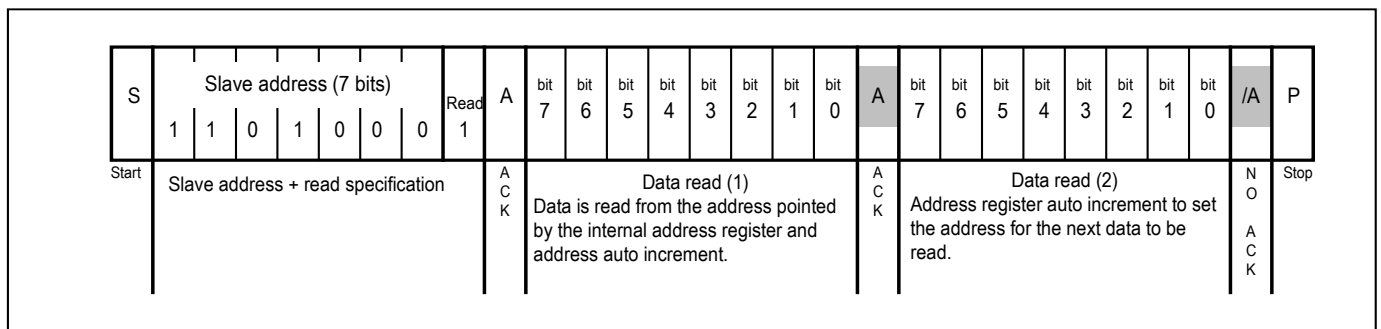 S Slave address (7 bits) Read A bit bit bit bit bit bit bit bit A bit bit bit bit bit bit bit bit /A P
1 1 0 1 0 0 0 1 7 6 5 4 3 2 1 0 7 6 5 4 3 2 1 0
Start
Slave address + read specification
A
C
K
Data read (1)
Data is read from the address pointed
by the internal address register and
address auto increment.
A
C
K
Data read (2)
Address register auto increment to set
the address for the next data to be
read.
N
O
A
C
K
Stop